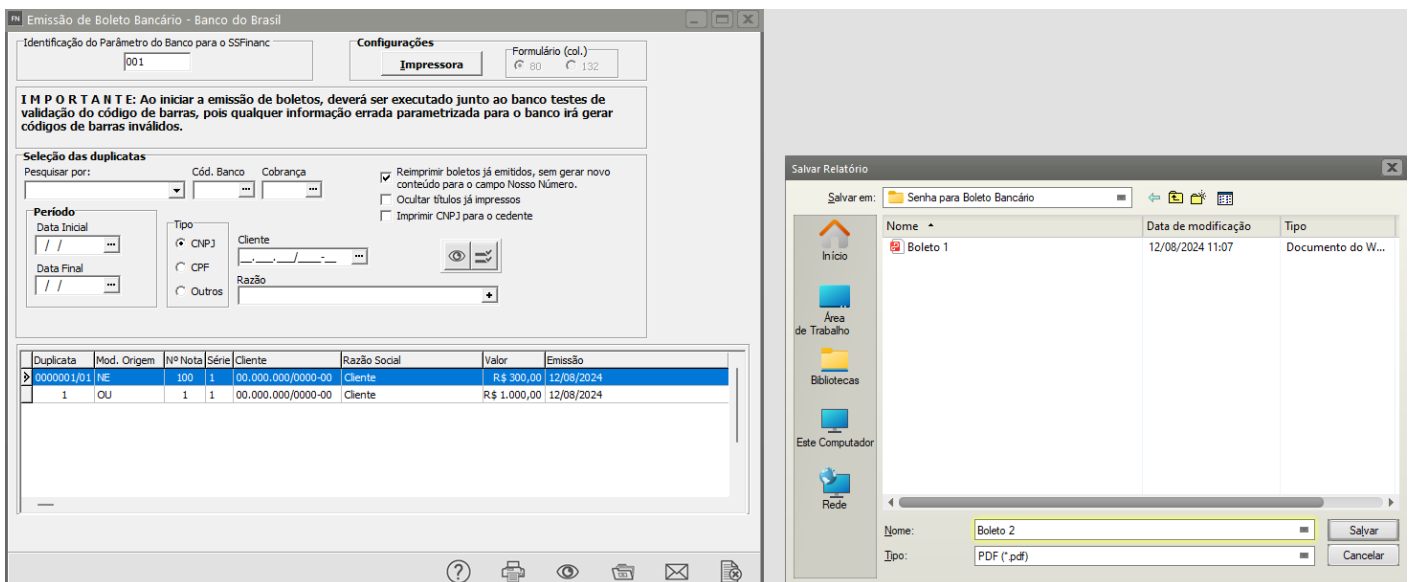 FN Emissão de Boleto Bancário - Banco do Brasil
Identificação do Parâmetro do Banco para o SSFinanc
001
Configurações
Impressora
Formulário (col.)
80 132
I M P O R T A N T E: Ao iniciar a emissão de boletos, deverá ser executado junto ao banco testes de
validação do código de barras, pois qualquer informação errada parametrizada para o banco irá gerar
códigos de barras inválidos.
Seleção das duplicatas
Pesquisar por: Cód. Banco Cobrança
Reimprimir boletos já emitidos, sem gerar novo
conteúdo para o campo Nosso Número.
Ocultar títulos já impressos
Imprimir CNPJ para o cedente
Período
Data Inicial
/ /
Data Final
/ /
Tipo
CNPJ
CPF
Outros
Cliente
__.___.___/____-__
Razão
Duplicata Mod. Origem Nº Nota Série Cliente Razão Social Valor Emissão
0000001/01 NE 100 1 00.000.000/0000-00 Cliente R$ 300,00 12/08/2024
1 OU 1 1 00.000.000/0000-00 Cliente R$ 1.000,00 12/08/2024
Salvar Relatório
Salvar em: Senha para Boleto Bancário
Início
Área
de Trabalho
Bibliotecas
Este Computador
Rede
Nome Data de modificação Tipo
Boleto 1 12/08/2024 11:07 Documento do W...
Nome: Boleto 2 Salvar
Tipo: PDF (*.pdf) Cancelar